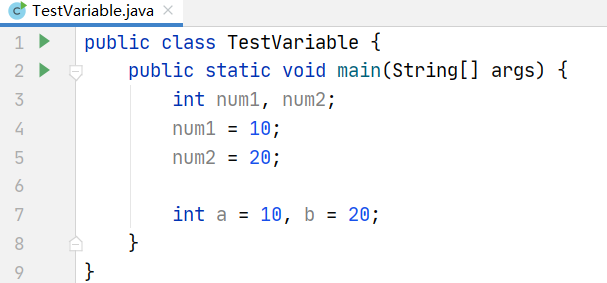 TestVariable.java
1 public class TestVariable {
2     public static void main(String[] args) {
3         int num1, num2;
4         num1 = 10;
5         num2 = 20;
6
7         int a = 10, b = 20;
8     }
9 }